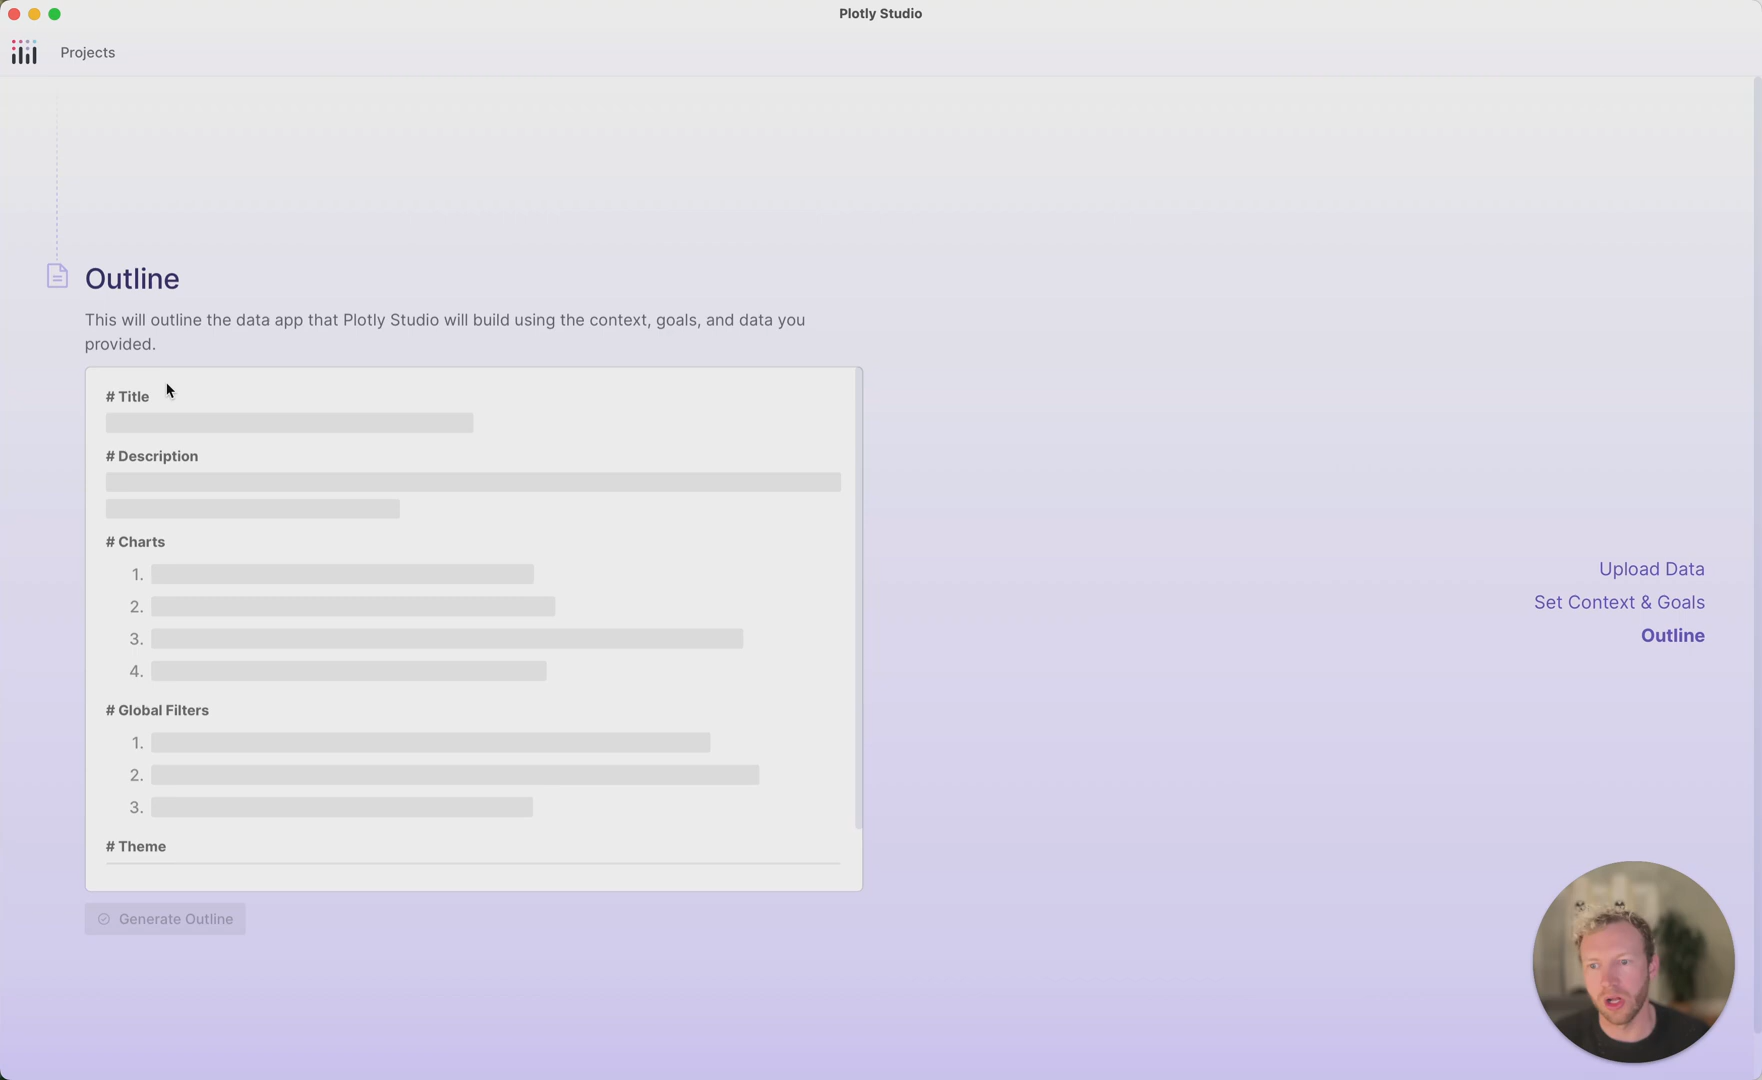 Plotly Studio
Projects
Outline
This will outline the data app that Plotly Studio will build using the context, goals, and data you
provided.
# Title
# Description
# Charts
1.
2.
3.
4.
# Global Filters
1.
2.
3.
# Theme
Generate Outline
Upload Data
Set Context & Goals
Outline